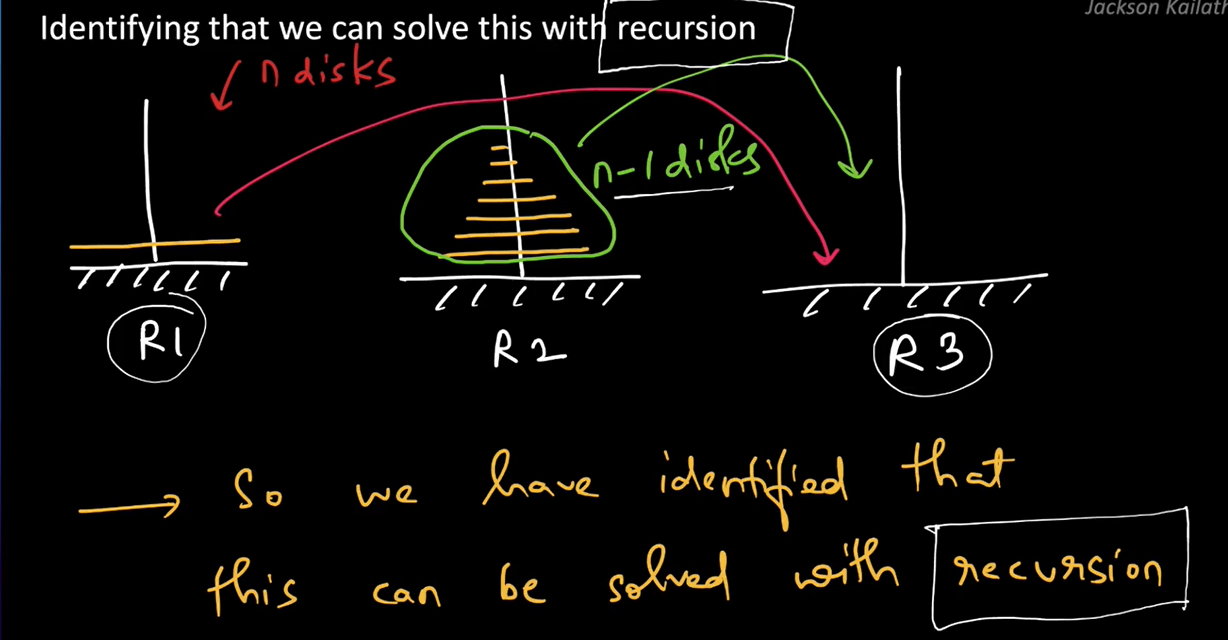 Jackson Kailath
Identifying that we can solve this with recursion
n disks
n-1 disks
R1
R2
R3
So we have identified that
this can be solved with recursion